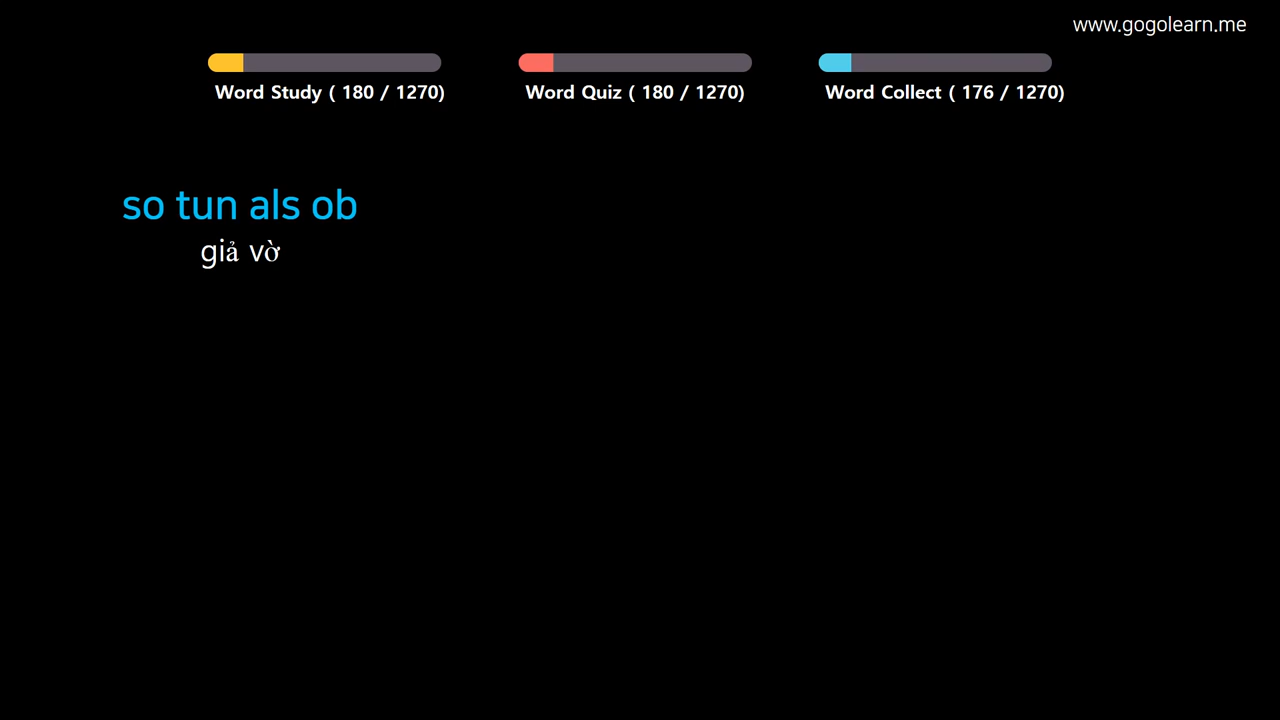 www.gogolearn.me
Word Study ( 180 / 1270)
Word Quiz ( 180 / 1270)
Word Collect ( 176 / 1270)
so tun als ob
giả vờ